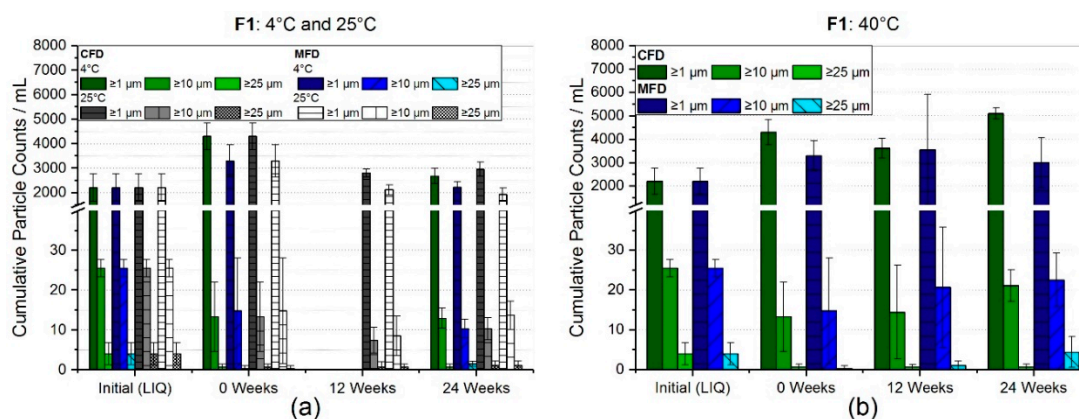 F1: 4°C and 25°C
Cumulative Particle Counts / mL
8000
7000
6000
5000
4000
3000
2000
30
20
10
0
CFD MFD
4°C 4°C
≥1 µm ≥10 µm ≥25 µm ≥1 µm ≥10 µm ≥25 µm
25°C 25°C
≥1 µm ≥10 µm ≥25 µm ≥1 µm ≥10 µm ≥25 µm
Initial (LIQ) 0 Weeks 12 Weeks 24 Weeks
(a)
F1: 40°C
Cumulative Particle Counts / mL
8000
7000
6000
5000
4000
3000
2000
30
20
10
0
CFD
≥1 µm ≥10 µm ≥25 µm
MFD
≥1 µm ≥10 µm ≥25 µm
Initial (LIQ) 0 Weeks 12 Weeks 24 Weeks
(b)